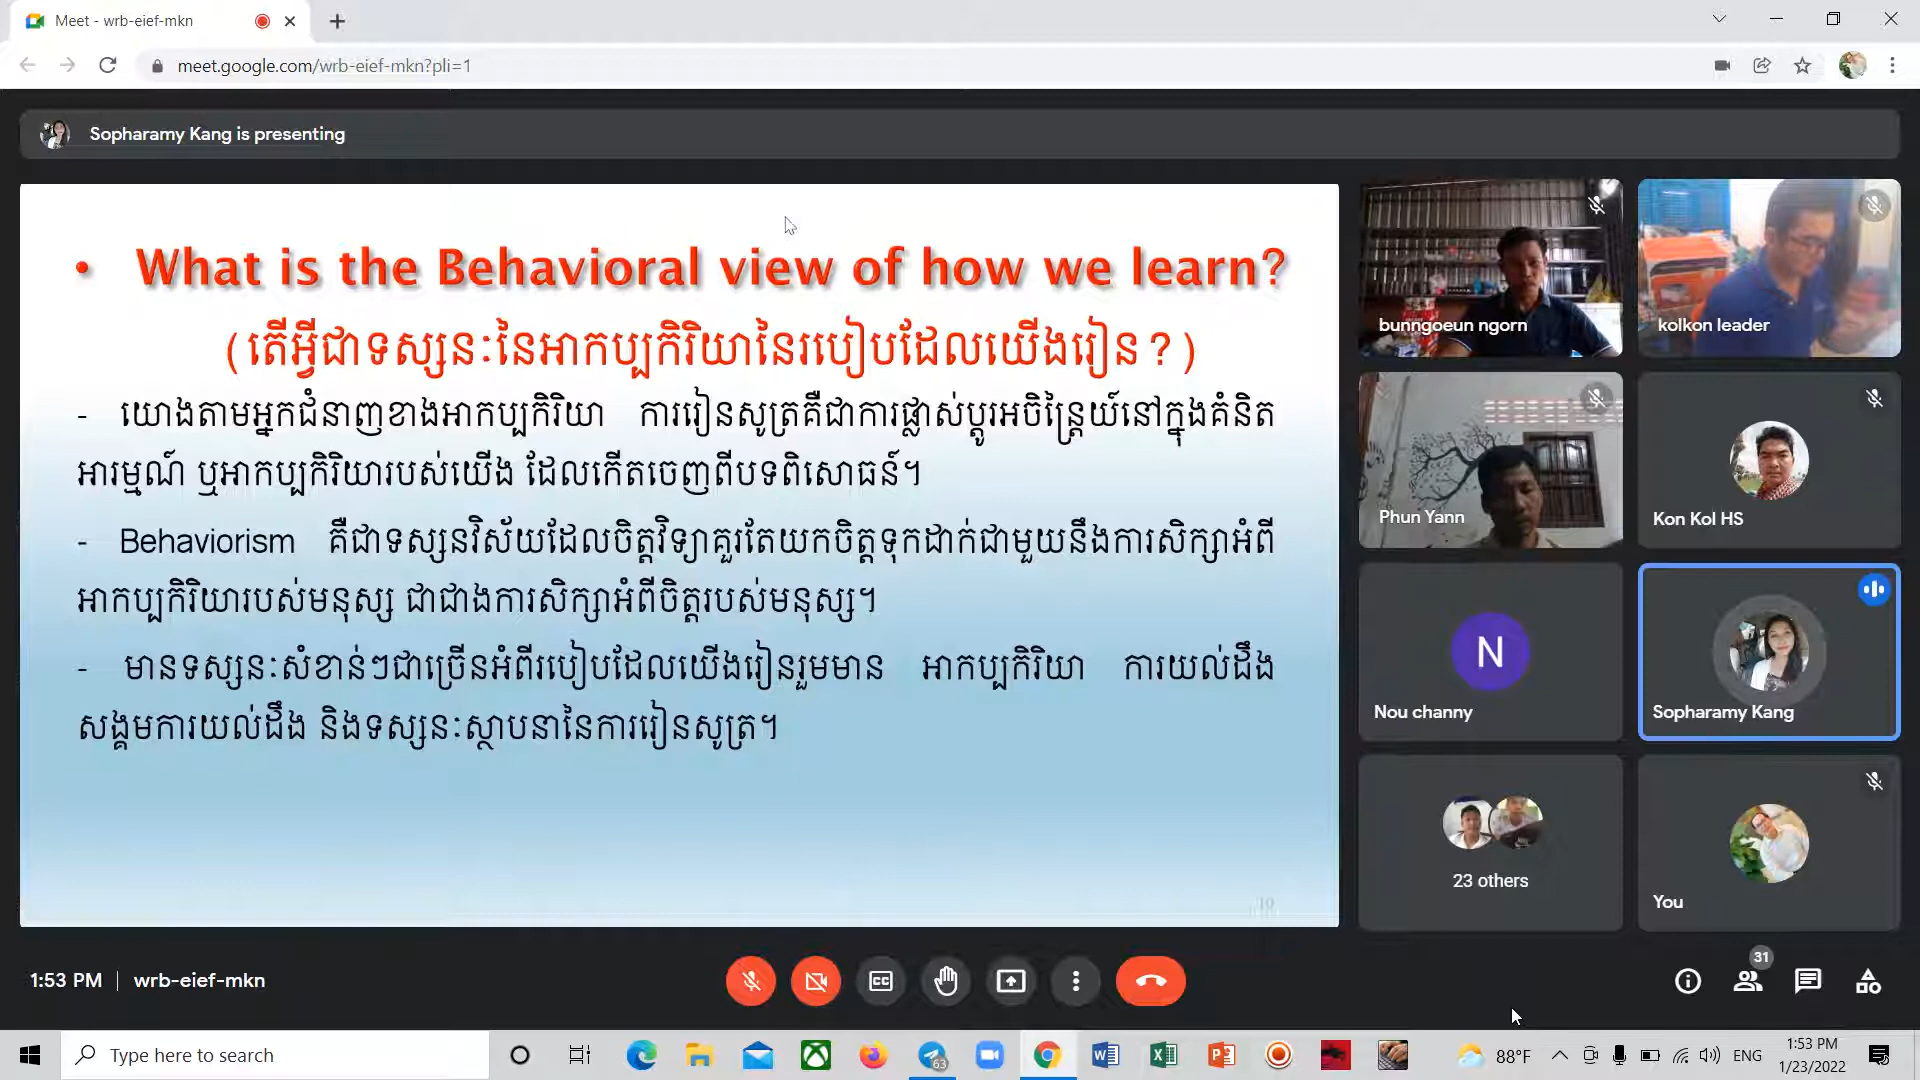 Meet - wrb-eief-mkn
meet.google.com/wrb-eief-mkn?pli=1
Sopharamy Kang is presenting
• What is the Behavioral view of how we learn?
(តើអ្វីជាទស្សនៈនៃអាកប្បកិរិយានៃរបៀបដែលយើងរៀន?)
- យោងតាមអ្នកជំនាញខាងអាកប្បកិរិយា ការរៀនសូត្រគឺជាការផ្លាស់ប្ដូរអចិន្ត្រៃយ៍នៅក្នុងគំនិត
អារម្មណ៍ ឬអាកប្បកិរិយារបស់យើង ដែលកើតចេញពីបទពិសោធន៍។
- Behaviorism គឺជាទស្សនវិស័យដែលចិត្តវិទ្យាគួរតែយកចិត្តទុកដាក់ជាមួយនឹងការសិក្សាអំពី
អាកប្បកិរិយារបស់មនុស្ស ជាជាងការសិក្សាអំពីចិត្តរបស់មនុស្ស។
- មានទស្សនៈសំខាន់ៗជាច្រើនអំពីរបៀបដែលយើងរៀនរួមមាន អាកប្បកិរិយា ការយល់ដឹង
សង្គមការយល់ដឹង និងទស្សនៈស្ថាបនានៃការរៀនសូត្រ។
19
bunngoeun ngorn
kolkon leader
Phun Yann
Kon Kol HS
N
Nou channy
Sopharamy Kang
23 others
You
1:53 PM | wrb-eief-mkn
CC
31
Type here to search
63
88°F
ENG
1:53 PM
1/23/2022